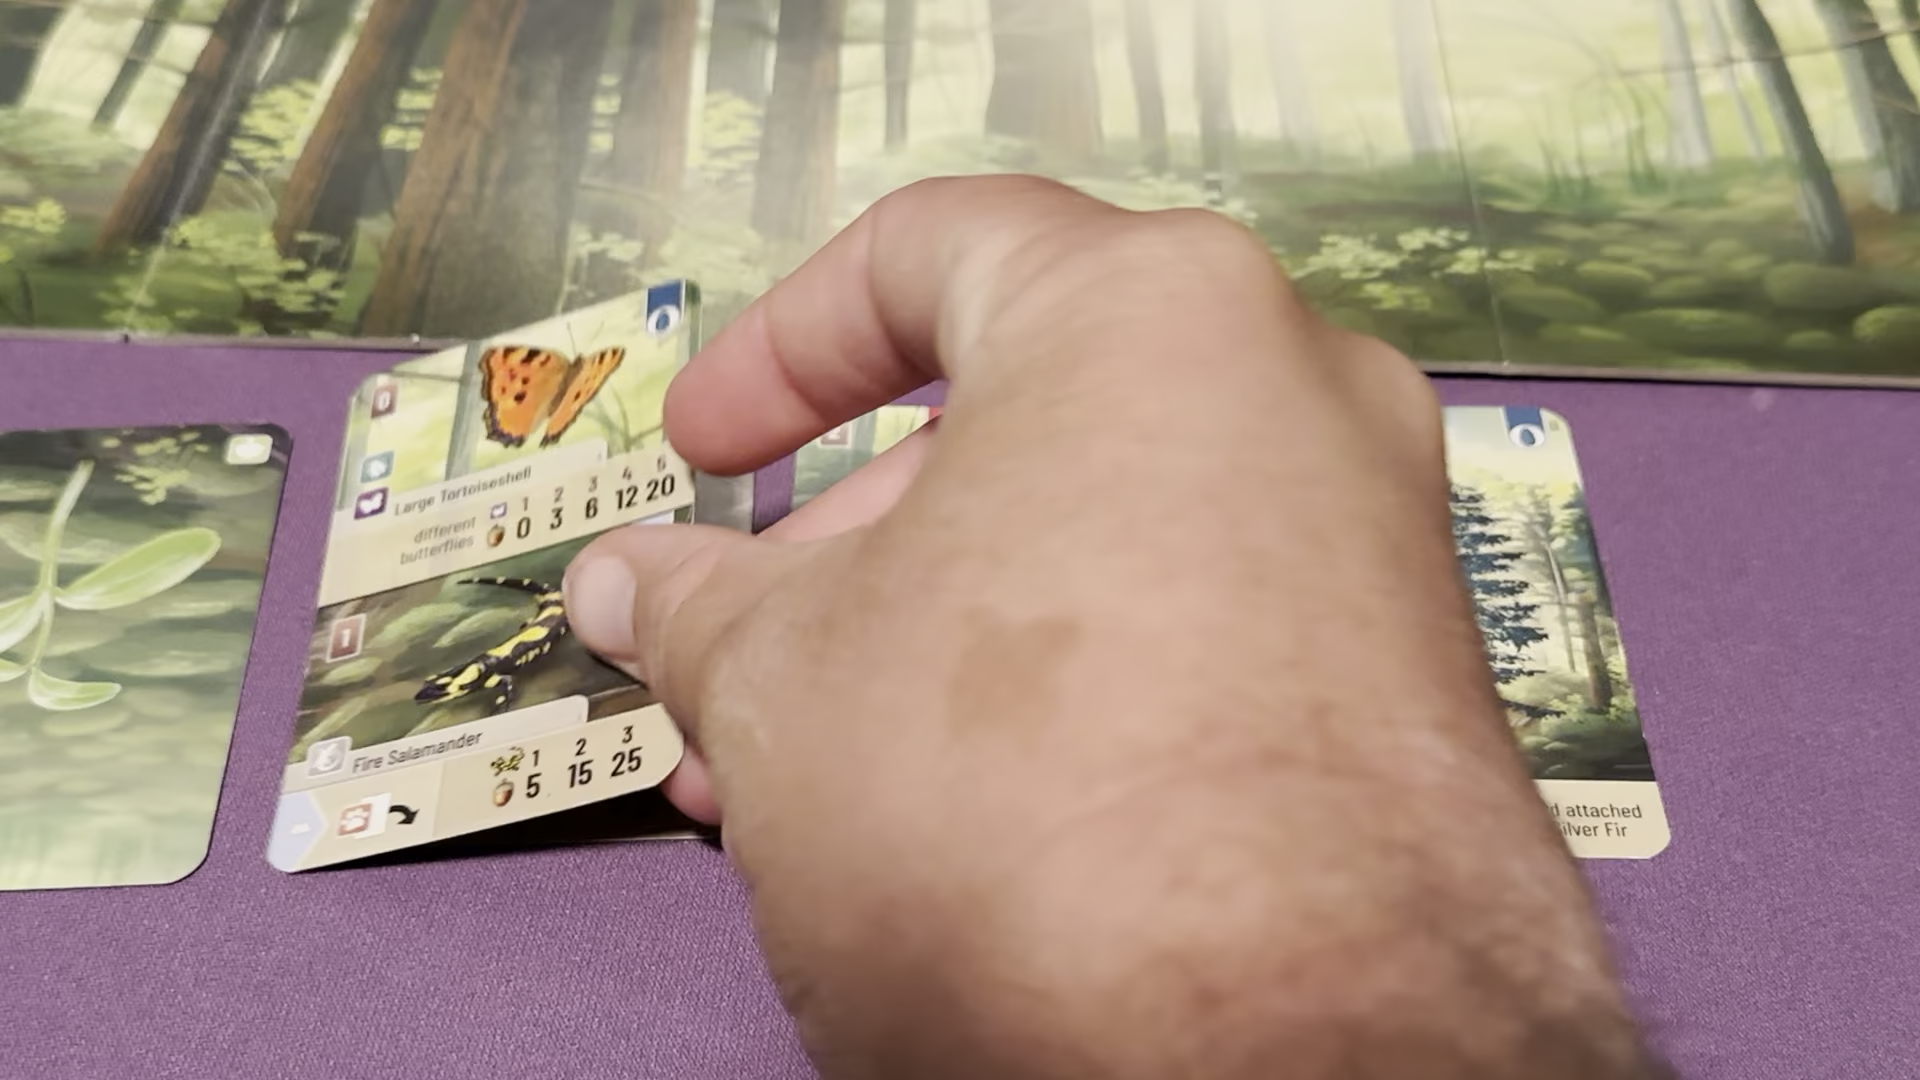 0
Large Tortoiseshell
1 2 3 4 5
different
butterflies
0 3 6 12 20
1
Fire Salamander
1 2 3
5 15 25
attached
Silver Fir